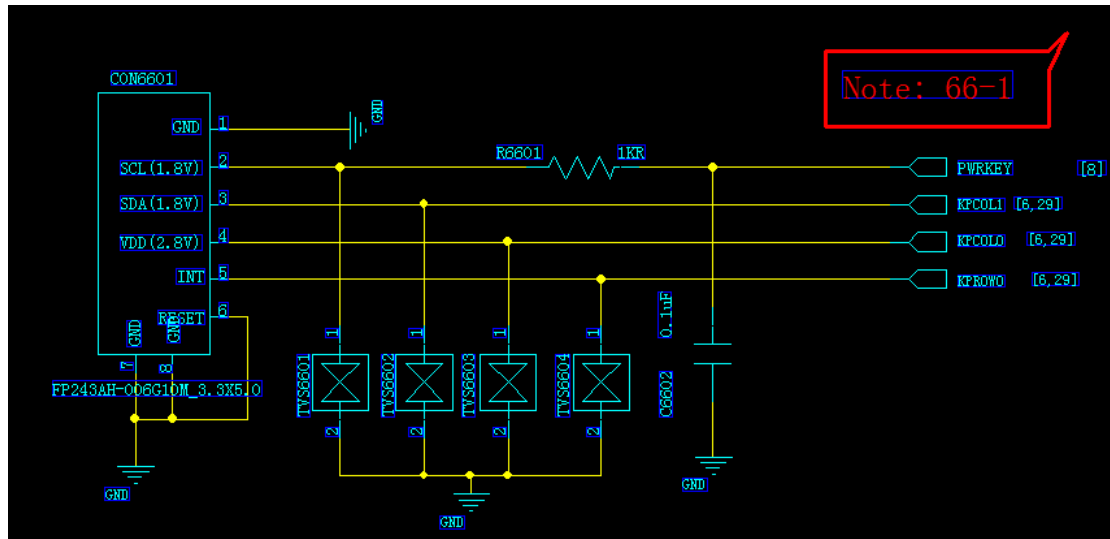 Note: 66-1
CON6601
GND 1
GND
SCL(1.8V) 2
R6601 1KR
PWRKEY [8]
SDA(1.8V) 3
KPCOL1 [6,29]
VDD(2.8V) 4
KPCOL0 [6,29]
INT 5
KPROW0 [6,29]
RESET 6
GND
GND
7
8
FP243AH-006G10M_3.3X5.0
GND
1
1
1
1
TVS6601
TVS6602
TVS6603
TVS6604
2
2
2
2
GND
0.1uF
C6602
GND